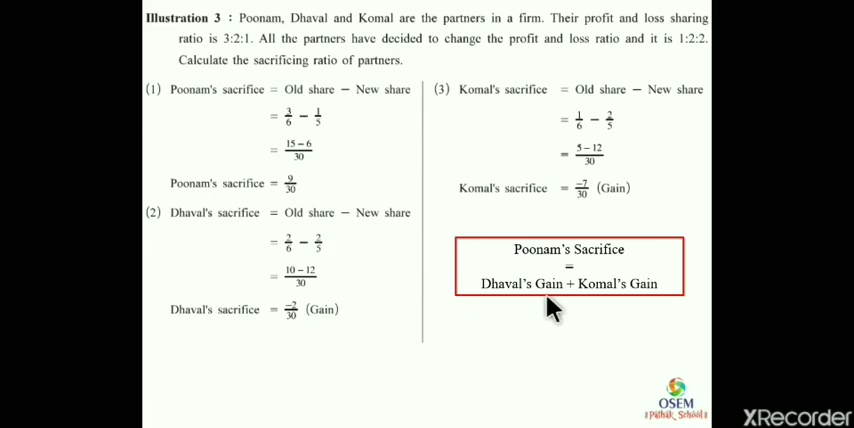 Illustration 3 : Poonam, Dhaval and Komal are the partners in a firm. Their profit and loss sharing
ratio is 3:2:1. All the partners have decided to change the profit and loss ratio and it is 1:2:2.
Calculate the sacrificing ratio of partners.
(1) Poonam's sacrifice = Old share − New share
= 3/6 − 1/5
= 15 − 6/30
Poonam's sacrifice = 9/30
(2) Dhaval's sacrifice = Old share − New share
= 2/6 − 2/5
= 10 − 12/30
Dhaval's sacrifice = −2/30 (Gain)
(3) Komal's sacrifice = Old share − New share
= 1/6 − 2/5
= 5 − 12/30
Komal's sacrifice = −7/30 (Gain)
Poonam's Sacrifice
=
Dhaval's Gain + Komal's Gain
OSEM
Pathak School
XRecorder